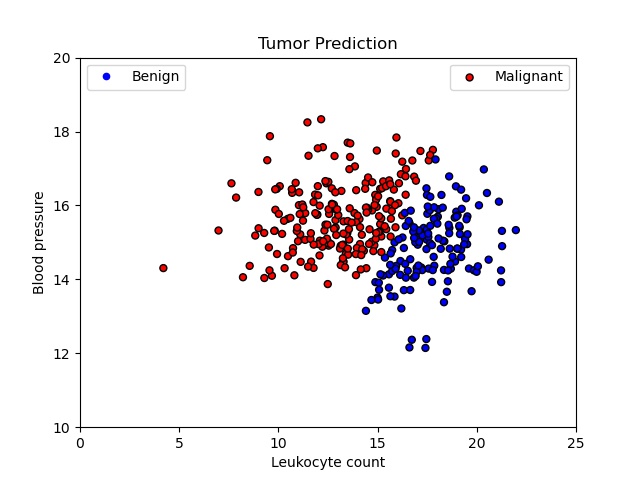 Tumor Prediction
Benign
Malignant
20
18
16
14
12
10
Blood pressure
0 5 10 15 20 25
Leukocyte count